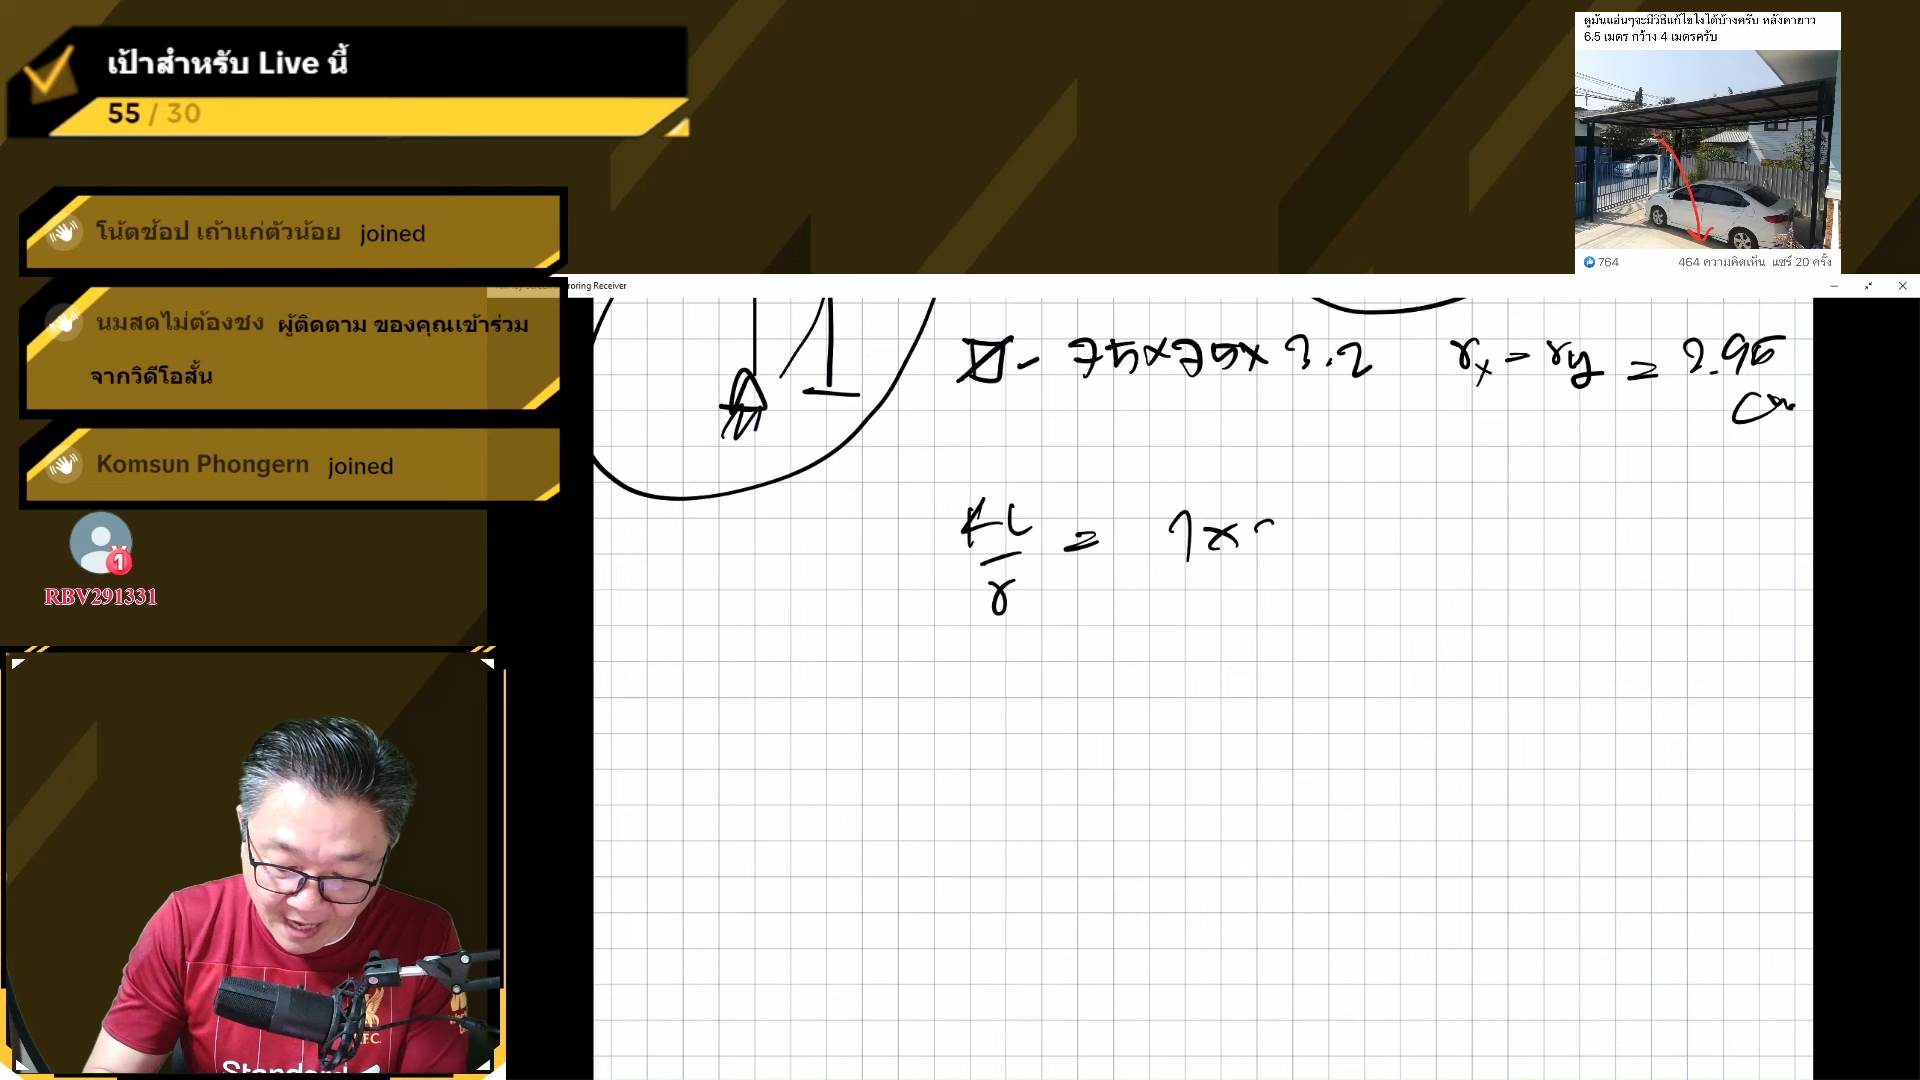 เป้าสำหรับ Live นี้
55 / 30
โน้ตช้อป เถ้าแก่ตัวน้อย joined
นมสดไม่ต้องชง ผู้ติดตาม ของคุณเข้าร่วม
จากวิดีโอสั้น
Komsun Phongern joined
1
RBV291331
ดูมันแอ่นๆจะมีวิธีแก้ไขไงได้บ้างครับ หลังคายาว
6.5 เมตร กว้าง 4 เมตรครับ
764 464 ความคิดเห็น แชร์ 20 ครั้ง
roring Receiver
75x75x3.2 rx = ry = 2.95
cm
KL
r
= 1x
Standard